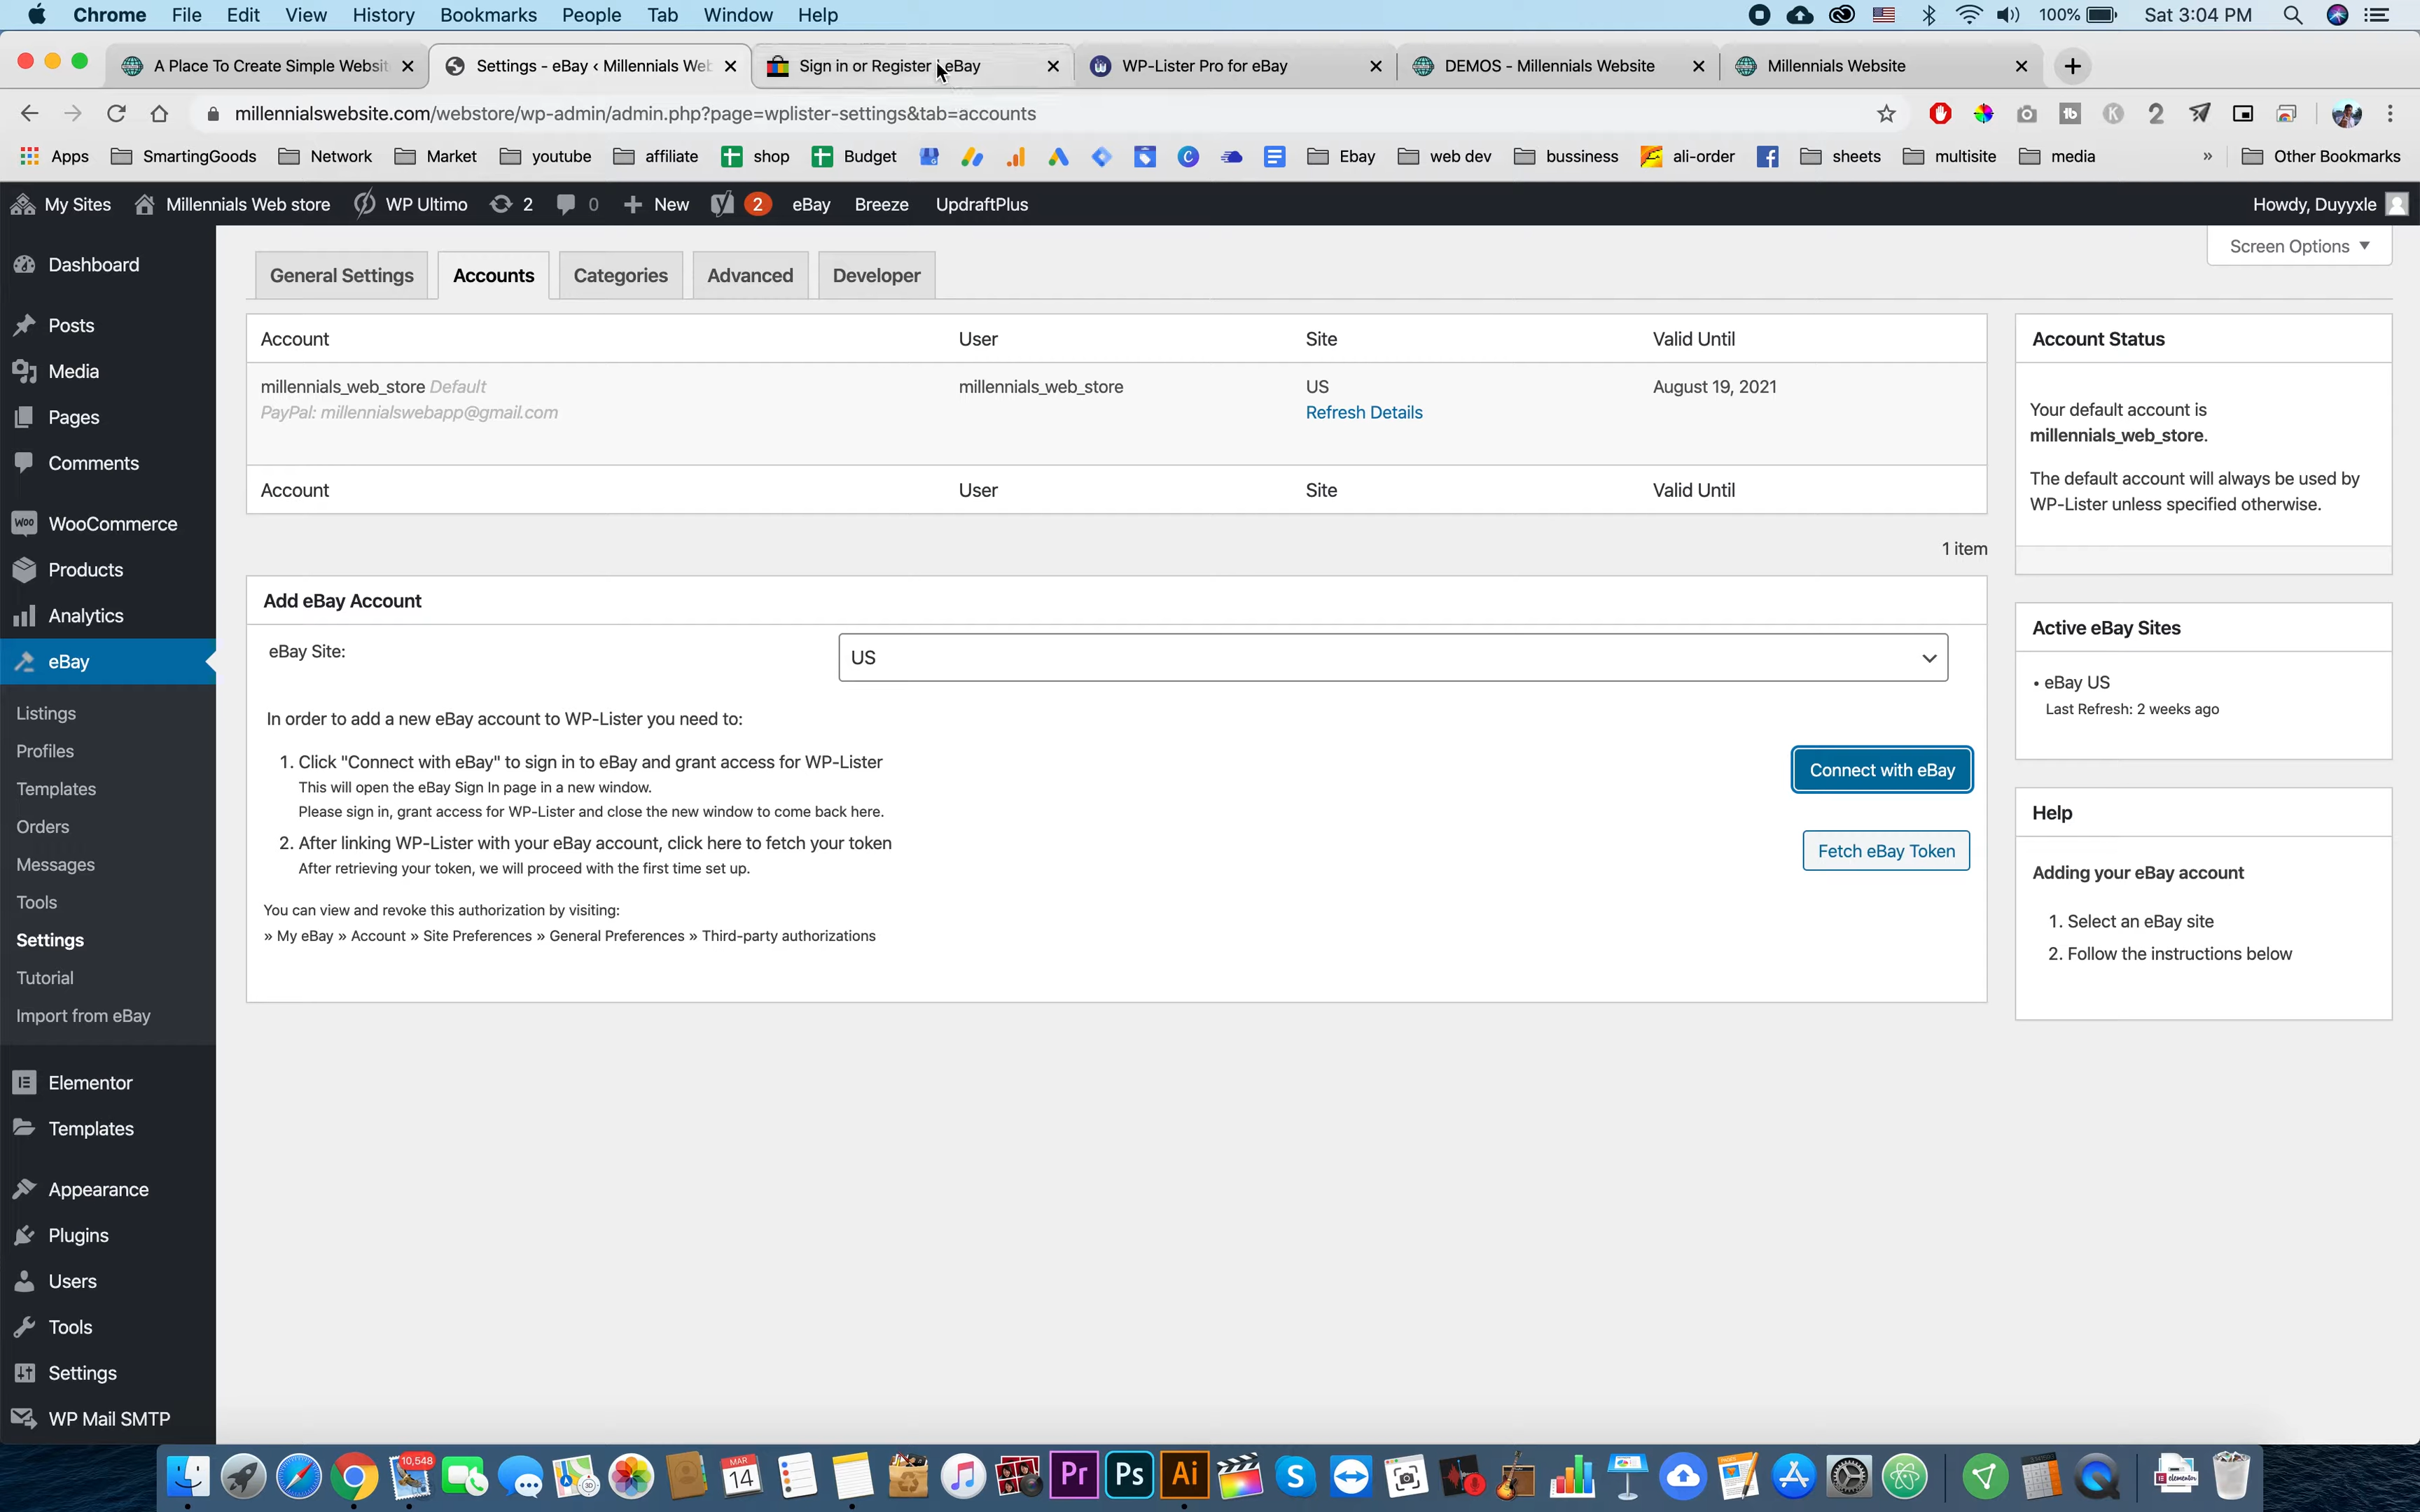 Chrome File Edit View History Bookmarks People Tab Window Help 100% Sat 3:04 PM
A Place To Create Simple Websit Settings - eBay ‹ Millennials Web Sign in or Register | eBay WP-Lister Pro for eBay DEMOS - Millennials Website Millennials Website
millennialswebsite.com/webstore/wp-admin/admin.php?page=wplister-settings&tab=accounts
Apps SmartingGoods Network Market youtube affiliate shop Budget Ebay web dev bussiness ali-order sheets multisite media » Other Bookmarks
My Sites Millennials Web store WP Ultimo 2 0 New 2 eBay Breeze UpdraftPlus Howdy, Duyyxle
Screen Options
Dashboard
Posts
Media
Pages
Comments
WooCommerce
Products
Analytics
eBay
Listings
Profiles
Templates
Orders
Messages
Tools
Settings
Tutorial
Import from eBay
Elementor
Templates
Appearance
Plugins
Users
Tools
Settings
WP Mail SMTP
General Settings Accounts Categories Advanced Developer
Account User Site Valid Until
millennials_web_store Default millennials_web_store US August 19, 2021
PayPal: millennialswebapp@gmail.com Refresh Details
Account User Site Valid Until
1 item
Add eBay Account
eBay Site: US
In order to add a new eBay account to WP-Lister you need to:
1. Click "Connect with eBay" to sign in to eBay and grant access for WP-Lister
This will open the eBay Sign In page in a new window.
Please sign in, grant access for WP-Lister and close the new window to come back here.
Connect with eBay
2. After linking WP-Lister with your eBay account, click here to fetch your token
After retrieving your token, we will proceed with the first time set up.
Fetch eBay Token
You can view and revoke this authorization by visiting:
» My eBay » Account » Site Preferences » General Preferences » Third-party authorizations
Account Status
Your default account is
millennials_web_store.
The default account will always be used by
WP-Lister unless specified otherwise.
Active eBay Sites
• eBay US
Last Refresh: 2 weeks ago
Help
Adding your eBay account
1. Select an eBay site
2. Follow the instructions below
10,548 MAR 14 Pr Ps Ai